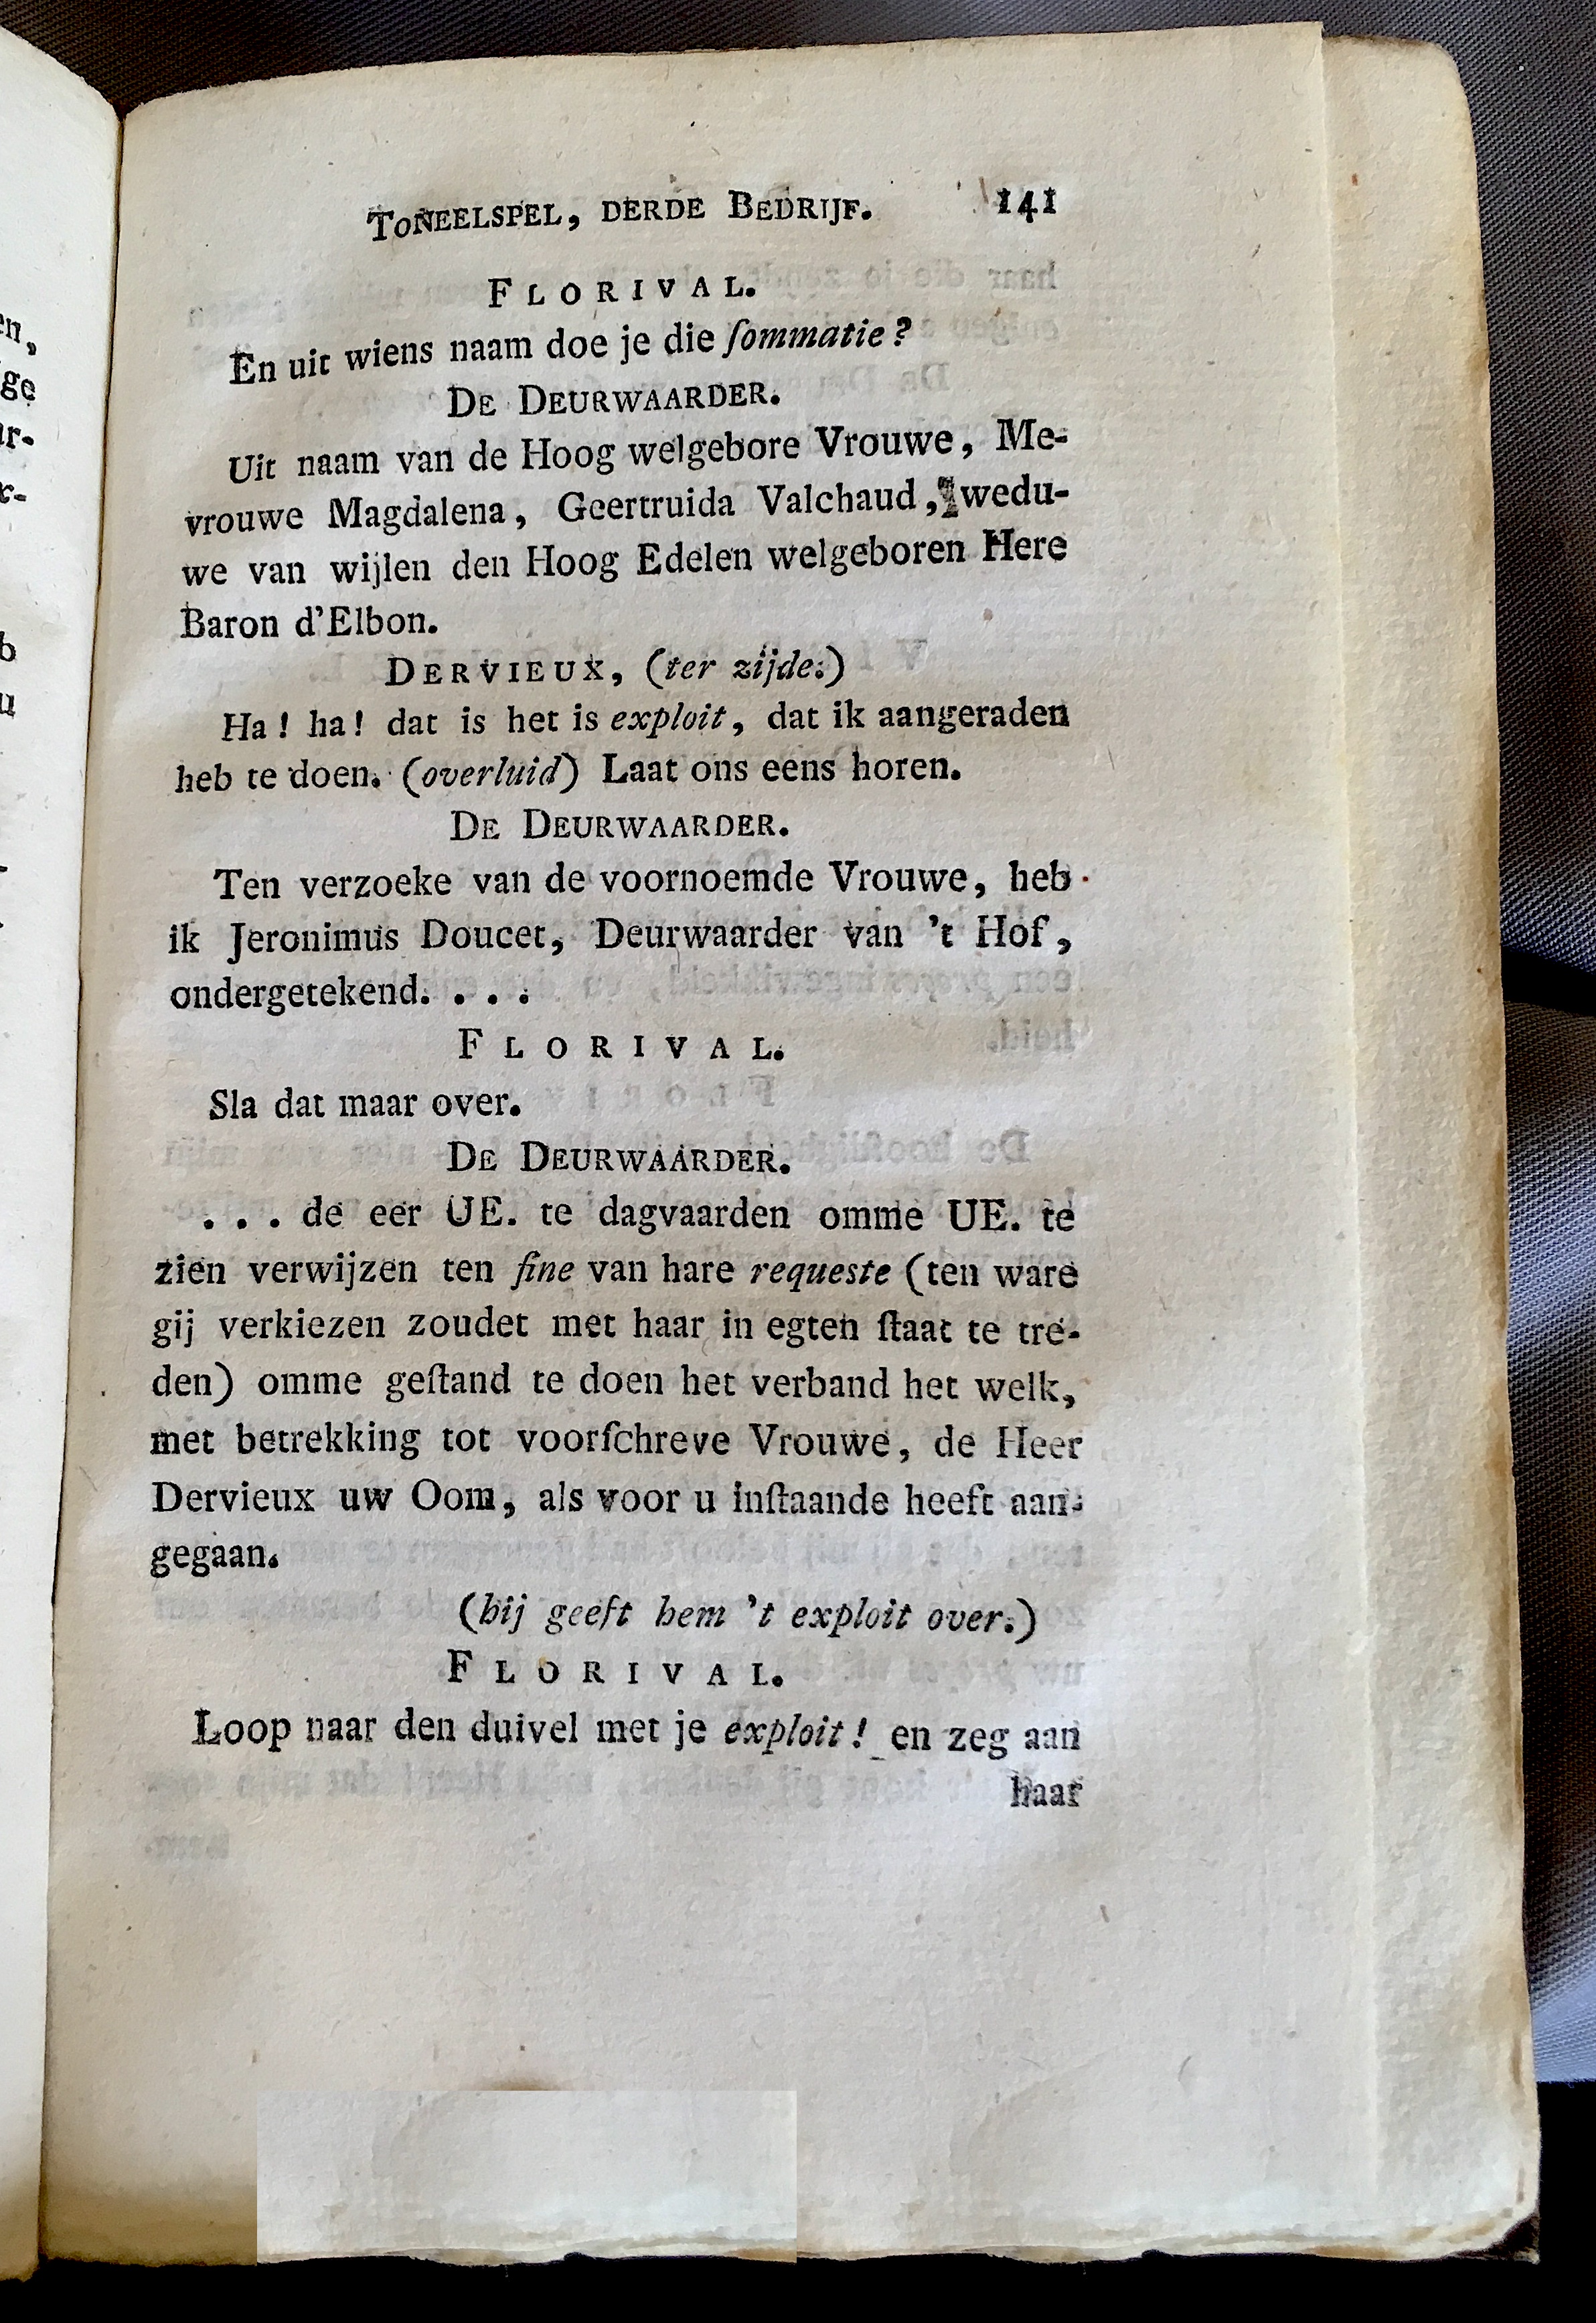 TONEELSPEL, DERDE BEDRIJF. 141
FLORIVAL.
En uit wiens naam doe je die ſommatie?
DE DEURWAARDER.
Uit naam van de Hoog welgebore Vrouwe, Me-
vrouwe Magdalena, Geertruida Valchaud, wedu-
we van wijlen den Hoog Edelen welgeboren Here
Baron d'Elbon.
DERVIEUX, (ter zijde.)
Ha! ha! dat is het is exploit, dat ik aangeraden
heb te doen. (overluid) Laat ons eens horen.
DE DEURWAARDER.
Ten verzoeke van de voornoemde Vrouwe, heb
ik Jeronimus Doucet, Deurwaarder van 't Hof,
ondergetekend. . . .
FLORIVAL.
Sla dat maar over.
DE DEURWAARDER.
. . . de eer UE. te dagvaarden omme UE. te
zien verwijzen ten fine van hare requeste (ten ware
gij verkiezen zoudet met haar in egten ſtaat te tre-
den) omme geſtand te doen het verband het welk,
met betrekking tot voorſchreve Vrouwe, de Heer
Dervieux uw Oom, als voor u inſtaande heeft aan-
gegaan.
(hij geeft hem 't exploit over.)
FLORIVAL.
Loop naar den duivel met je exploit! en zeg aan
haar
en,
ge
ar-
x-
b
u